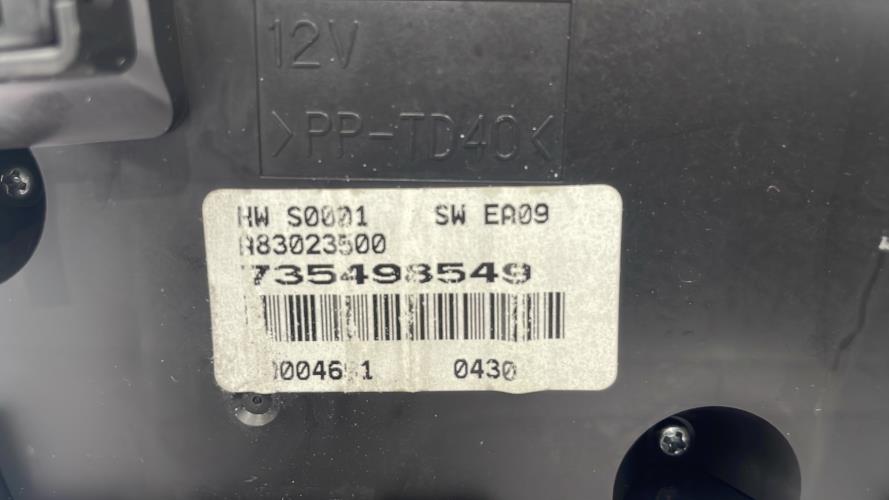 12V
>PP-TD40<
HW S0001 SW EA09
A83023500
735498549
0430